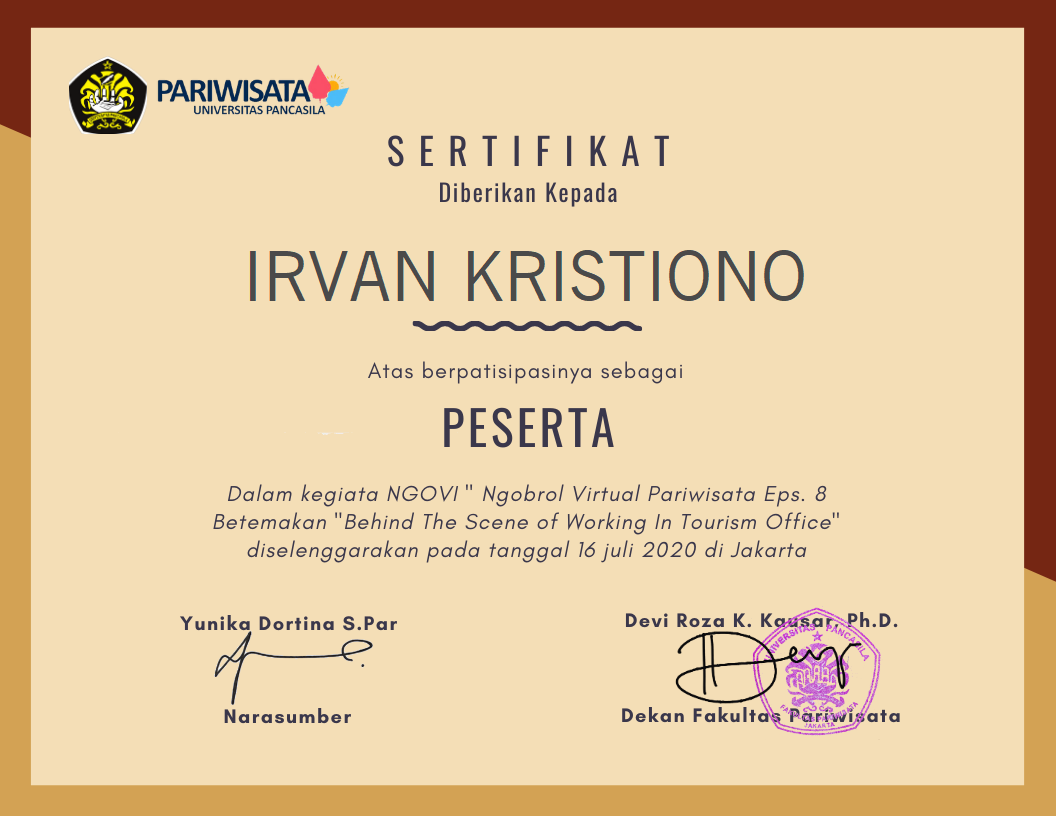 PARIWISATA
UNIVERSITAS PANCASILA
SERTIFIKAT
Diberikan Kepada
IRVAN KRISTIONO
Atas berpatisipasinya sebagai
PESERTA
Dalam kegiata NGOVI " Ngobrol Virtual Pariwisata Eps. 8
Betemakan "Behind The Scene of Working In Tourism Office"
diselenggarakan pada tanggal 16 juli 2020 di Jakarta
Yunika Dortina S.Par
Narasumber
Devi Roza K. Kausar, Ph.D.
UNIVERSITAS PANCASILA
FAKULTAS PARIWISATA
JAKARTA
Dekan Fakultas Pariwisata